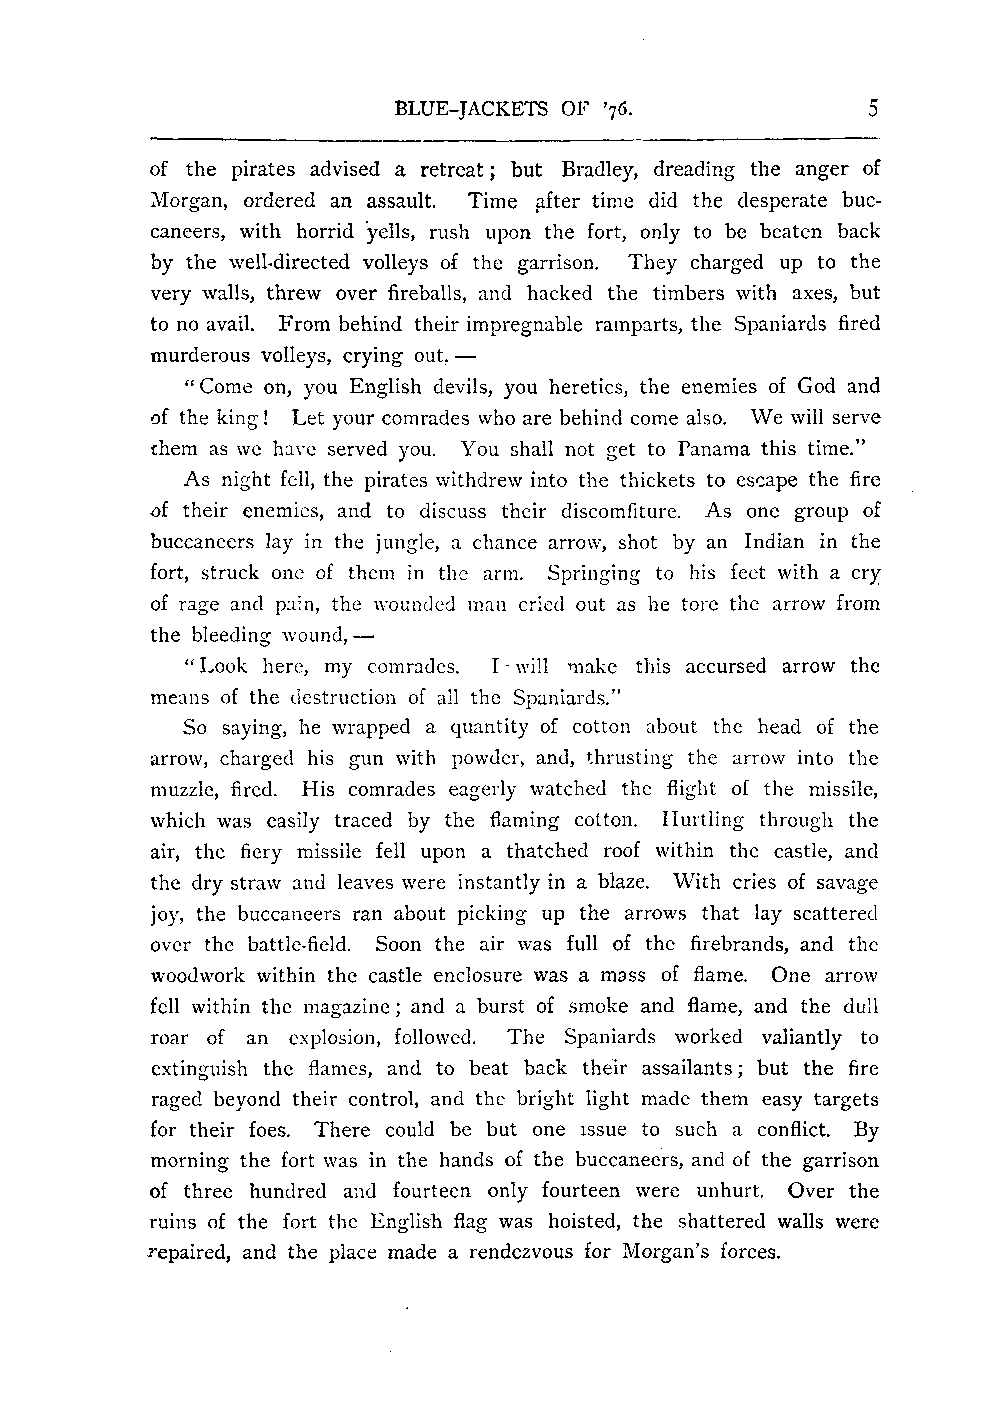 BLUE-JACKETS OF '76. 5
of the pirates advised a retreat; but Bradley, dreading the anger of
Morgan, ordered an assault. Time after time did the desperate buc-
caneers, with horrid yells, rush upon the fort, only to be beaten back
by the well-directed volleys of the garrison. They charged up to the
very walls, threw over fireballs, and hacked the timbers with axes, but
to no avail. From behind their impregnable ramparts, the Spaniards fired
murderous volleys, crying out, —
"Come on, you English devils, you heretics, the enemies of God and
of the king! Let your comrades who are behind come also. We will serve
them as we have served you. You shall not get to Panama this time."
As night fell, the pirates withdrew into the thickets to escape the fire
of their enemies, and to discuss their discomfiture. As one group of
buccaneers lay in the jungle, a chance arrow, shot by an Indian in the
fort, struck one of them in the arm. Springing to his feet with a cry
of rage and pain, the wounded man cried out as he tore the arrow from
the bleeding wound, —
"Look here, my comrades. I will make this accursed arrow the
means of the destruction of all the Spaniards."
So saying, he wrapped a quantity of cotton about the head of the
arrow, charged his gun with powder, and, thrusting the arrow into the
muzzle, fired. His comrades eagerly watched the flight of the missile,
which was easily traced by the flaming cotton. Hurtling through the
air, the fiery missile fell upon a thatched roof within the castle, and
the dry straw and leaves were instantly in a blaze. With cries of savage
joy, the buccaneers ran about picking up the arrows that lay scattered
over the battle-field. Soon the air was full of the firebrands, and the
woodwork within the castle enclosure was a mass of flame. One arrow
fell within the magazine; and a burst of smoke and flame, and the dull
roar of an explosion, followed. The Spaniards worked valiantly to
extinguish the flames, and to beat back their assailants; but the fire
raged beyond their control, and the bright light made them easy targets
for their foes. There could be but one issue to such a conflict. By
morning the fort was in the hands of the buccaneers, and of the garrison
of three hundred and fourteen only fourteen were unhurt. Over the
ruins of the fort the English flag was hoisted, the shattered walls were
repaired, and the place made a rendezvous for Morgan's forces.